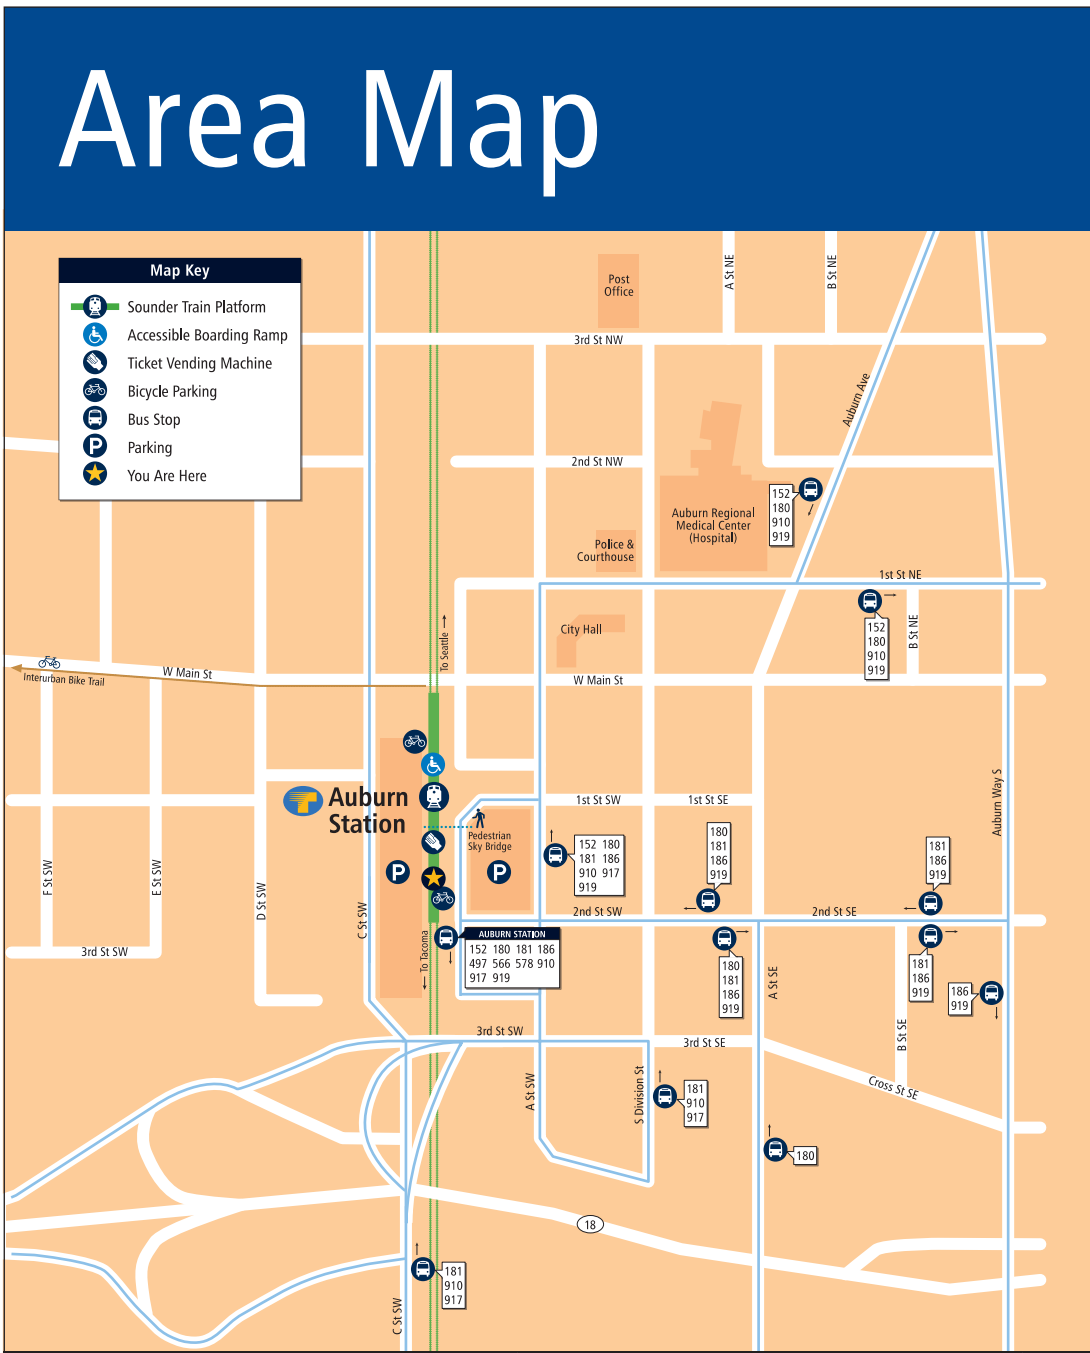 Area Map
Map Key
Sounder Train Platform
Accessible Boarding Ramp
Ticket Vending Machine
Bicycle Parking
Bus Stop
P
Parking
You Are Here
Post
Office
A St NE
B St NE
3rd St NW
Auburn Ave
2nd St NW
Auburn Regional
Medical Center
(Hospital)
152
180
910
919
Police &
Courthouse
1st St NE
152
180
910
919
B St NE
City Hall
To Seattle
W Main St
Interurban Bike Trail
W Main St
T
Auburn
Station
Pedestrian
Sky Bridge
P
P
1st St SW
1st St SE
Auburn Way S
152 180
181 186
910 917
919
180
181
186
919
181
186
919
F St SW
E St SW
D St SW
C St SW
2nd St SW
2nd St SE
3rd St SW
To Tacoma
AUBURN STATION
152 180 181 186
497 566 578 910
917 919
180
181
186
919
A St SE
181
186
919
186
919
3rd St SW
3rd St SE
B St SE
Cross St SE
A St SW
S Division St
181
910
917
180
18
181
910
917
C St SW